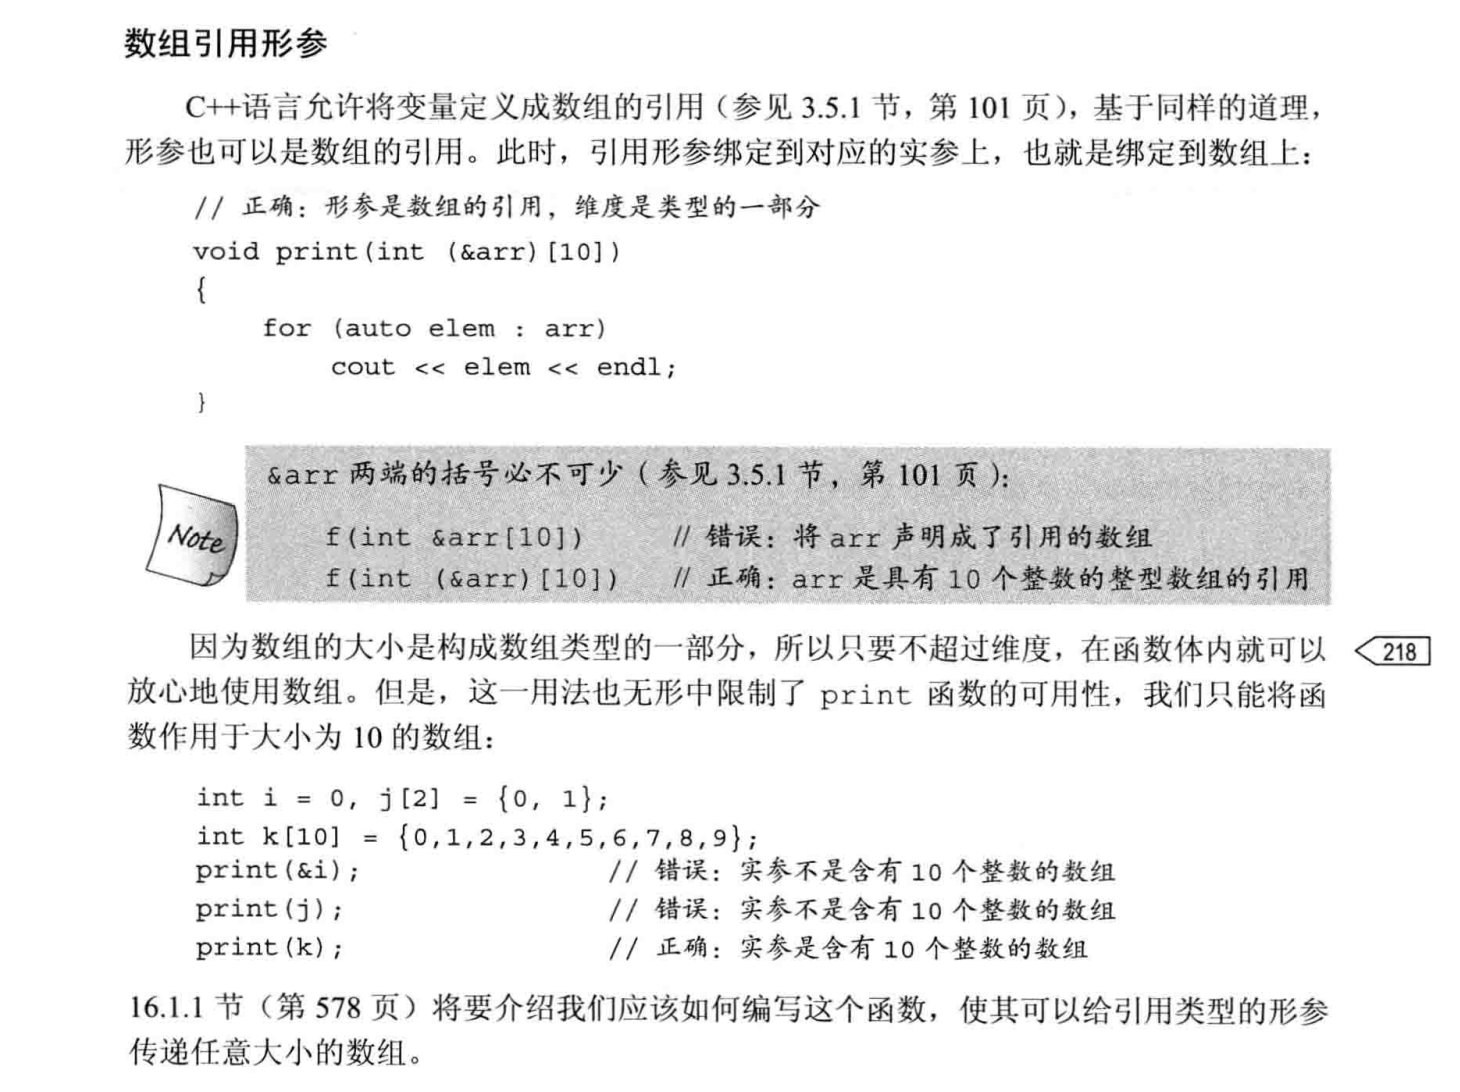 数组引用形参
C++语言允许将变量定义成数组的引用（参见 3.5.1 节，第 101 页），基于同样的道理，
形参也可以是数组的引用。此时，引用形参绑定到对应的实参上，也就是绑定到数组上：
// 正确：形参是数组的引用，维度是类型的一部分
void print(int (&arr)[10])
{
    for (auto elem : arr)
        cout << elem << endl;
}
&arr 两端的括号必不可少（参见 3.5.1 节，第 101 页）：
Note
f(int &arr[10]) // 错误：将 arr 声明成了引用的数组
f(int (&arr)[10]) // 正确：arr 是具有 10 个整数的整型数组的引用
因为数组的大小是构成数组类型的一部分，所以只要不超过维度，在函数体内就可以 218
放心地使用数组。但是，这一用法也无形中限制了 print 函数的可用性，我们只能将函
数作用于大小为 10 的数组：
int i = 0, j[2] = {0, 1};
int k[10] = {0,1,2,3,4,5,6,7,8,9};
print(&i); // 错误：实参不是含有 10 个整数的数组
print(j); // 错误：实参不是含有 10 个整数的数组
print(k); // 正确：实参是含有 10 个整数的数组
16.1.1 节（第 578 页）将要介绍我们应该如何编写这个函数，使其可以给引用类型的形参
传递任意大小的数组。